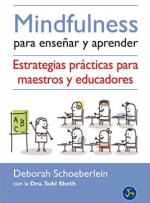 Mindfulness
para enseñar y aprender
Estrategias prácticas para
maestros y educadores
A B
C
Deborah Schoeberlein
con la Dra. Suki Sheth